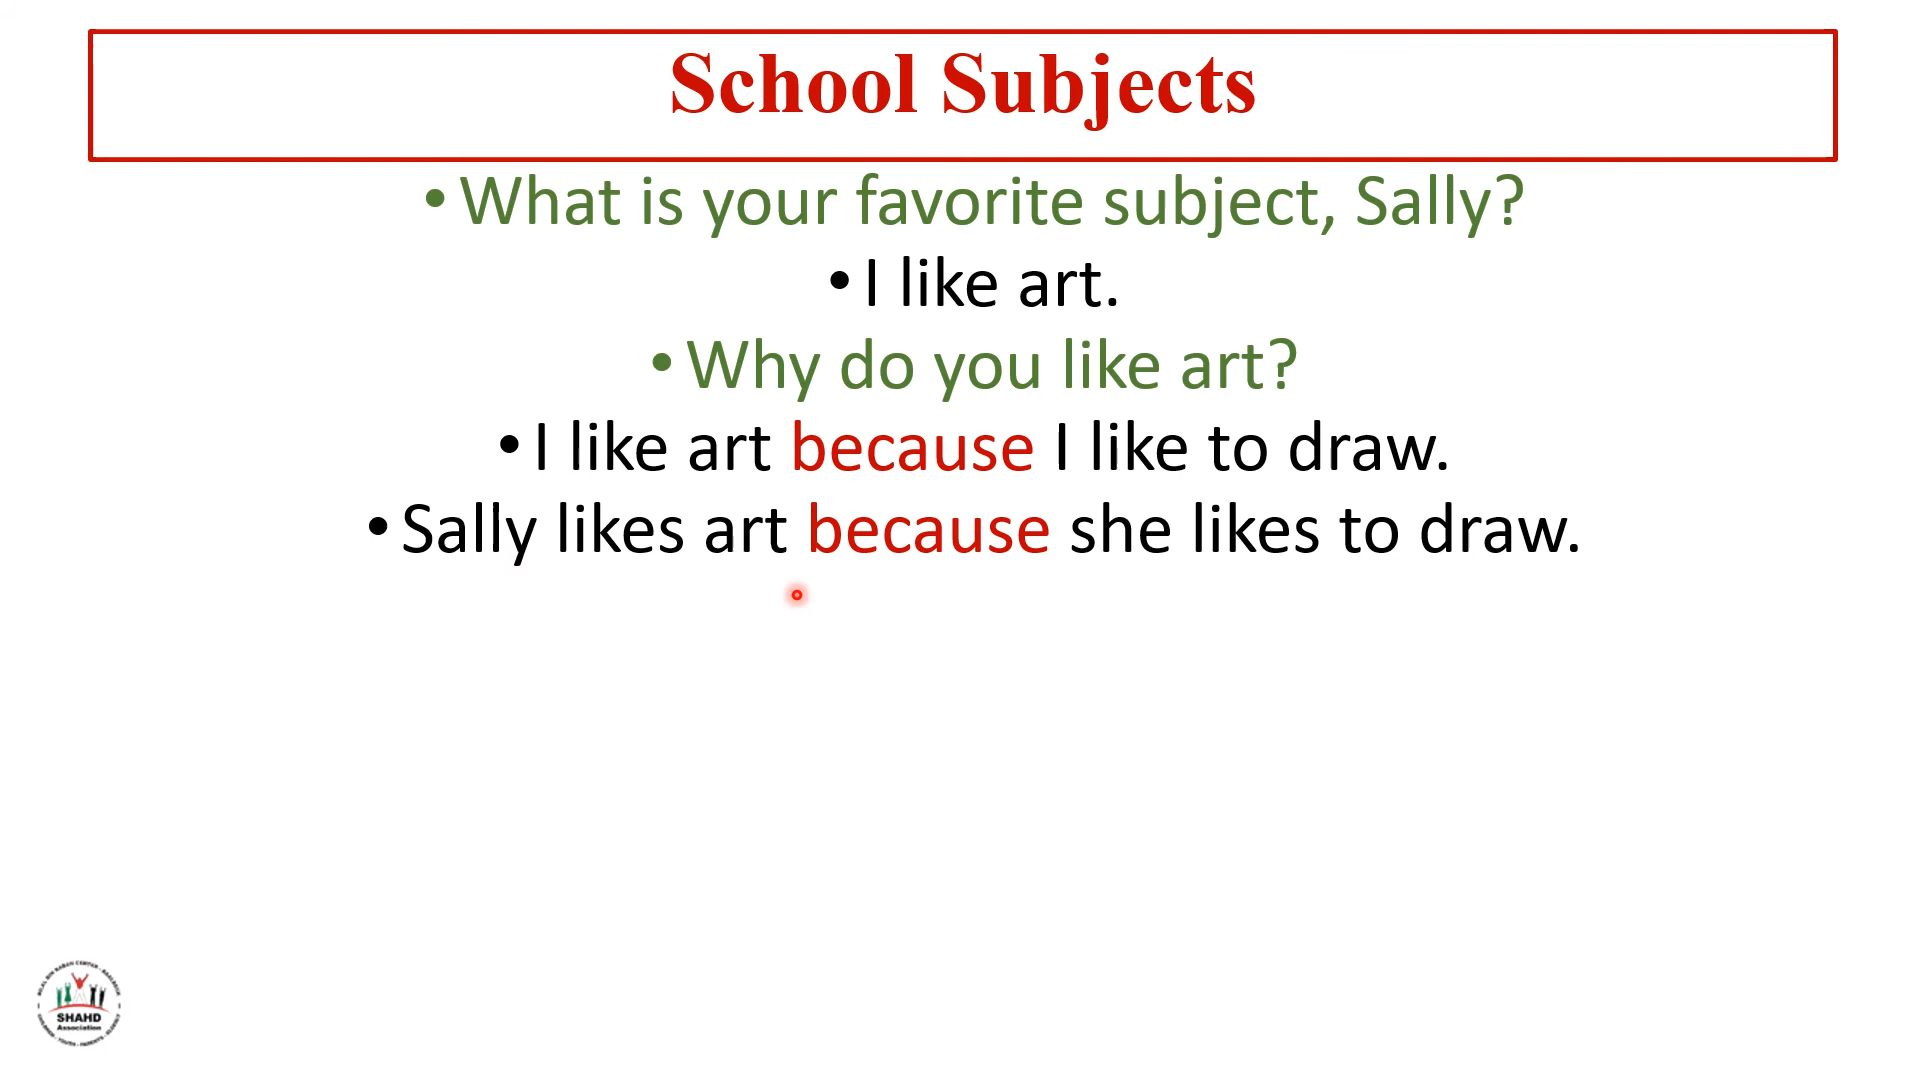 School Subjects
• What is your favorite subject, Sally?
• I like art.
• Why do you like art?
• I like art because I like to draw.
• Sally likes art because she likes to draw.
SHAHD
Association